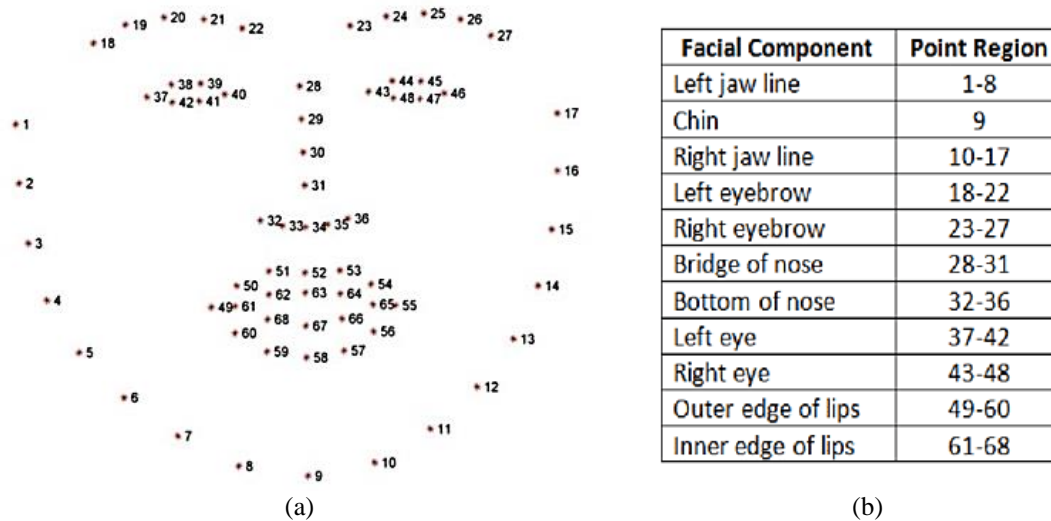 18 19 20 21 22 23 24 25 26 27
37 38 39 40 41 42 28 43 44 45 46 47 48
1 29 17
2 30 16
31
3 32 33 34 35 36 15
4 49 50 51 52 53 54 55 14
61 62 63 64 65
60 68 67 66 56
5 59 58 57 13
6 12
7 11
8 9 10
(a)
Facial Component Point Region
Left jaw line 1-8
Chin 9
Right jaw line 10-17
Left eyebrow 18-22
Right eyebrow 23-27
Bridge of nose 28-31
Bottom of nose 32-36
Left eye 37-42
Right eye 43-48
Outer edge of lips 49-60
Inner edge of lips 61-68
(b)